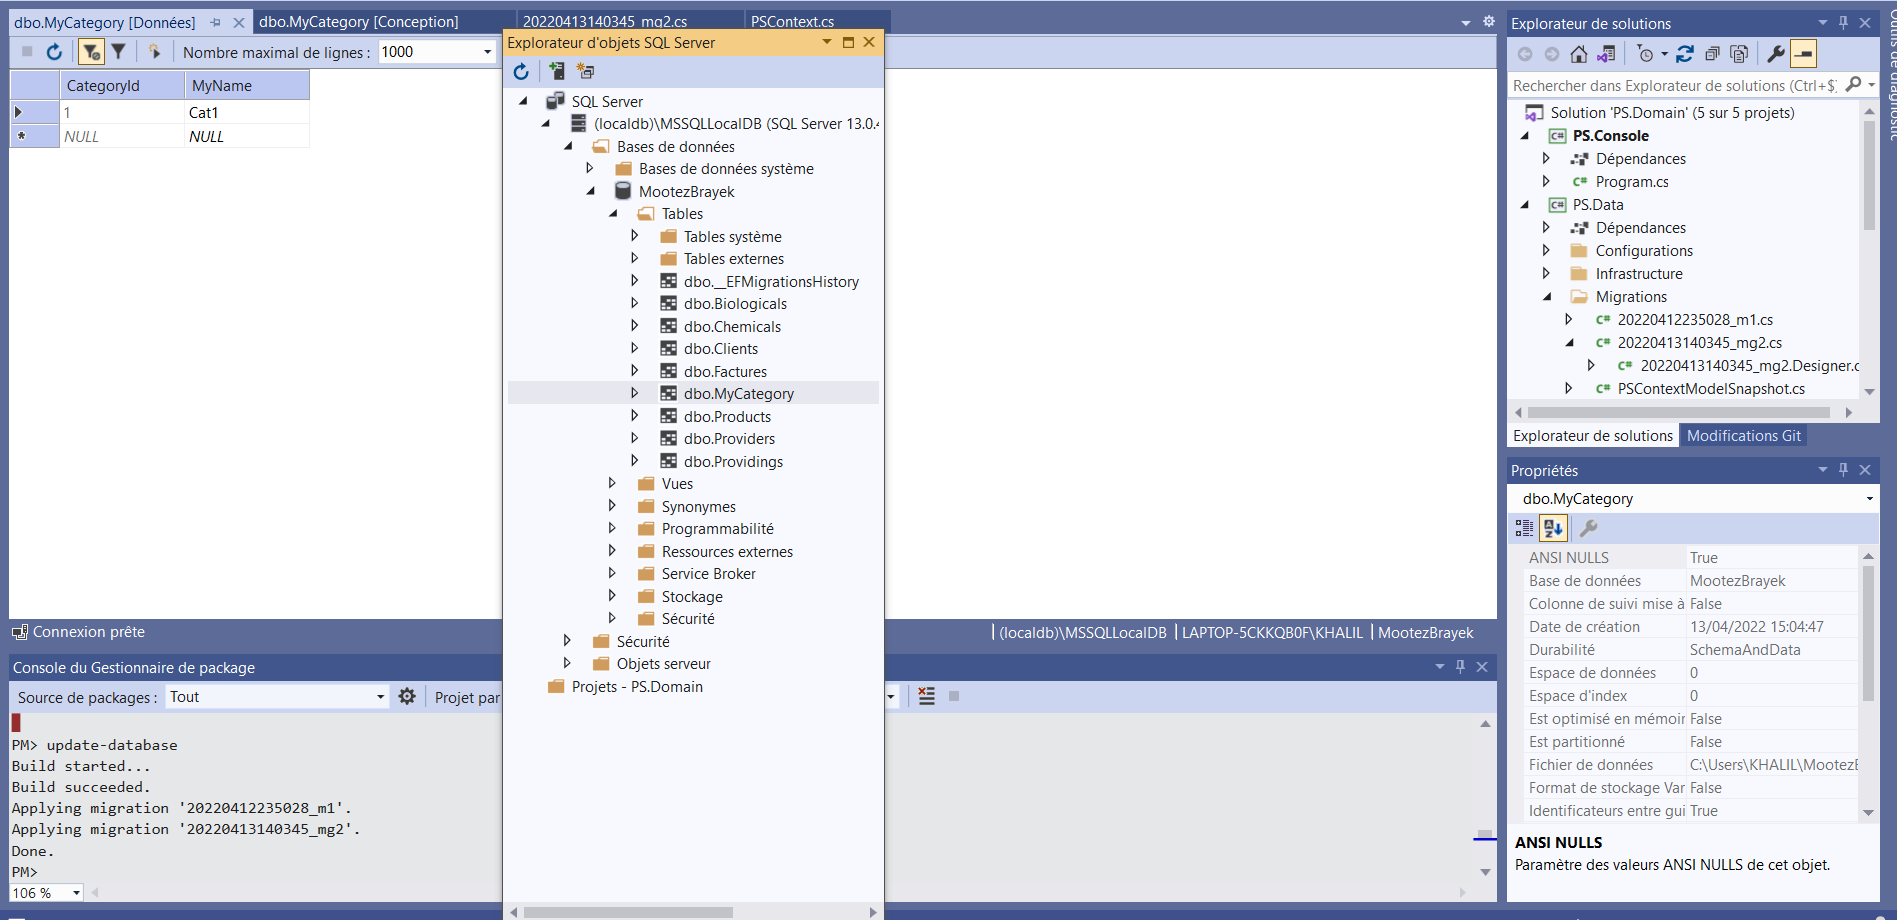 dbo.MyCategory [Données]
dbo.MyCategory [Conception]
20220413140345_mg2.cs
PSContext.cs
Nombre maximal de lignes :
1000
CategoryId
MyName
1
Cat1
NULL
NULL
Connexion prête
(localdb)\MSSQLLocalDB
LAPTOP-5CKKQB0F\KHALIL
MootezBrayek
Explorateur d'objets SQL Server
SQL Server
(localdb)\MSSQLLocalDB (SQL Server 13.0.4
Bases de données
Bases de données système
MootezBrayek
Tables
Tables système
Tables externes
dbo.__EFMigrationsHistory
dbo.Biologicals
dbo.Chemicals
dbo.Clients
dbo.Factures
dbo.MyCategory
dbo.Products
dbo.Providers
dbo.Providings
Vues
Synonymes
Programmabilité
Ressources externes
Service Broker
Stockage
Sécurité
Sécurité
Objets serveur
Projets - PS.Domain
Console du Gestionnaire de package
Source de packages :
Tout
Projet par
PM> update-database
Build started...
Build succeeded.
Applying migration '20220412235028_m1'.
Applying migration '20220413140345_mg2'.
Done.
PM>
106 %
Explorateur de solutions
Rechercher dans Explorateur de solutions (Ctrl+$)
Solution 'PS.Domain' (5 sur 5 projets)
PS.Console
Dépendances
Program.cs
PS.Data
Dépendances
Configurations
Infrastructure
Migrations
20220412235028_m1.cs
20220413140345_mg2.cs
20220413140345_mg2.Designer.c
PSContextModelSnapshot.cs
Explorateur de solutions
Modifications Git
Propriétés
dbo.MyCategory
ANSI NULLS
True
Base de données
MootezBrayek
Colonne de suivi mise à
False
Date de création
13/04/2022 15:04:47
Durabilité
SchemaAndData
Espace de données
0
Espace d'index
0
Est optimisé en mémoir
False
Est partitionné
False
Fichier de données
C:\Users\KHALIL\MootezB
Format de stockage Var
False
Identificateurs entre gui
True
ANSI NULLS
Paramètre des valeurs ANSI NULLS de cet objet.
Outils de diagnostic